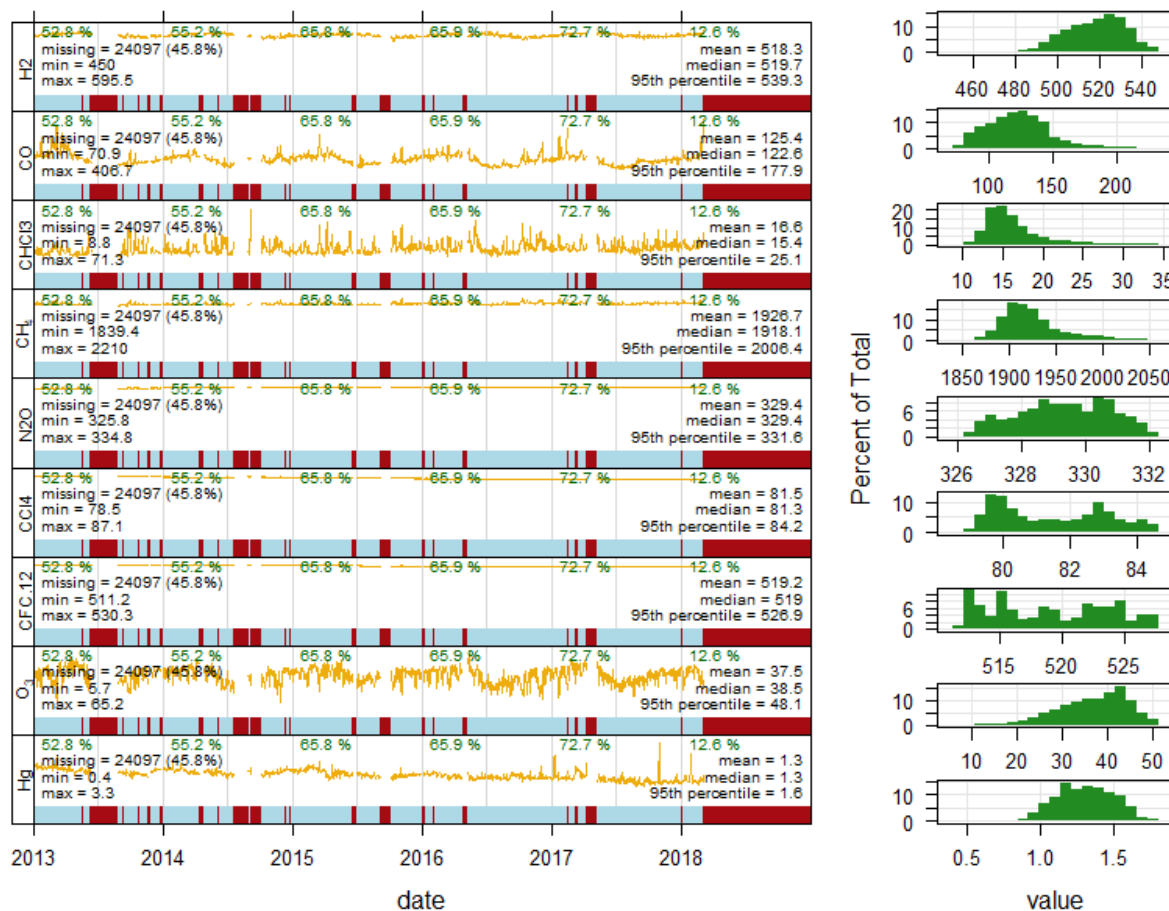 H2
52.8 % 55.2 % 65.8 % 65.9 % 72.7 % 12.6 %
missing = 24097 (45.8%) mean = 518.3
min = 450 median = 519.7
max = 595.5 95th percentile = 539.3
CO
52.8 % 55.2 % 65.8 % 65.9 % 72.7 % 12.6 %
missing = 24097 (45.8%) mean = 125.4
min = 70.9 median = 122.6
max = 406.7 95th percentile = 177.9
CHCl3
52.8 % 55.2 % 65.8 % 65.9 % 72.7 % 12.6 %
missing = 24097 (45.8%) mean = 16.6
min = 8.8 median = 15.4
max = 71.3 95th percentile = 25.1
CH₄
52.8 % 55.2 % 65.8 % 65.9 % 72.7 % 12.6 %
missing = 24097 (45.8%) mean = 1926.7
min = 1839.4 median = 1918.1
max = 2210 95th percentile = 2006.4
N2O
52.8 % 55.2 % 65.8 % 65.9 % 72.7 % 12.6 %
missing = 24097 (45.8%) mean = 329.4
min = 325.8 median = 329.4
max = 334.8 95th percentile = 331.6
CCl4
52.8 % 55.2 % 65.8 % 65.9 % 72.7 % 12.6 %
missing = 24097 (45.8%) mean = 81.5
min = 78.5 median = 81.3
max = 87.1 95th percentile = 84.2
CFC.12
52.8 % 55.2 % 65.8 % 65.9 % 72.7 % 12.6 %
missing = 24097 (45.8%) mean = 519.2
min = 511.2 median = 519
max = 530.3 95th percentile = 526.9
O₃
52.8 % 55.2 % 65.8 % 65.9 % 72.7 % 12.6 %
missing = 24097 (45.8%) mean = 37.5
min = 5.7 median = 38.5
max = 65.2 95th percentile = 48.1
Hg
52.8 % 55.2 % 65.8 % 65.9 % 72.7 % 12.6 %
missing = 24097 (45.8%) mean = 1.3
min = 0.4 median = 1.3
max = 3.3 95th percentile = 1.6
2013 2014 2015 2016 2017 2018
date
Percent of Total
10
0
460 480 500 520 540
10
0
100 150 200
20
10
0
10 15 20 25 30 35
10
0
1850 1900 1950 2000 2050
6
0
326 328 330 332
10
0
80 82 84
6
0
515 520 525
10
0
10 20 30 40 50
10
0
0.5 1.0 1.5
value